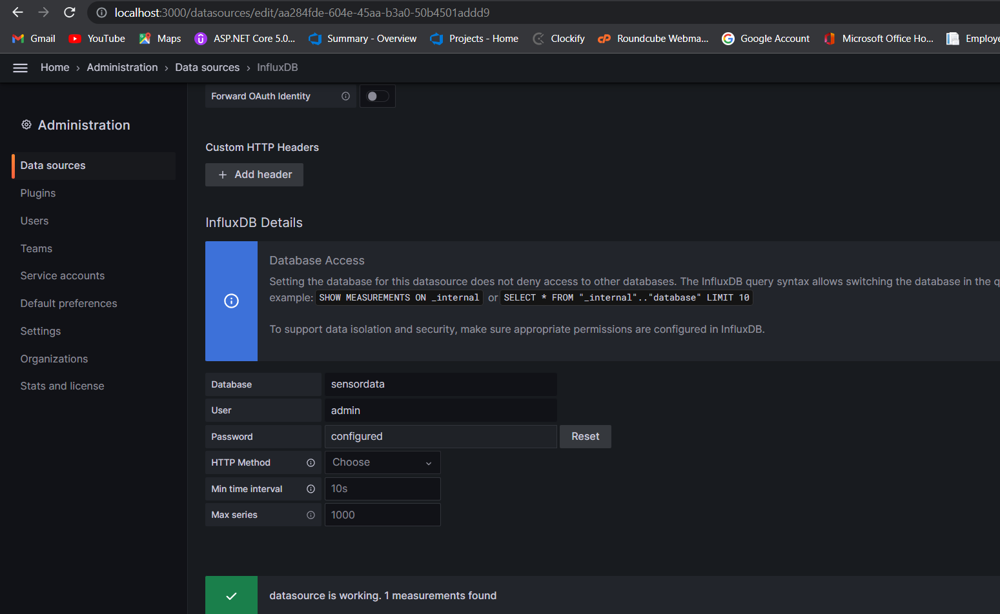 localhost:3000/datasources/edit/aa284fde-604e-45aa-b3a0-50b4501addd9
Gmail YouTube Maps ASP.NET Core 5.0... Summary - Overview Projects - Home Clockify Roundcube Webma... Google Account Microsoft Office Ho... Employe
Home › Administration › Data sources › InfluxDB
Forward OAuth Identity
Administration
Data sources
Plugins
Users
Teams
Service accounts
Default preferences
Settings
Organizations
Stats and license
Custom HTTP Headers
+ Add header
InfluxDB Details
Database Access
Setting the database for this datasource does not deny access to other databases. The InfluxDB query syntax allows switching the database in the q
example: SHOW MEASUREMENTS ON _internal or SELECT * FROM "_internal".."database" LIMIT 10
To support data isolation and security, make sure appropriate permissions are configured in InfluxDB.
Database sensordata
User admin
Password configured Reset
HTTP Method Choose
Min time interval 10s
Max series 1000
datasource is working. 1 measurements found